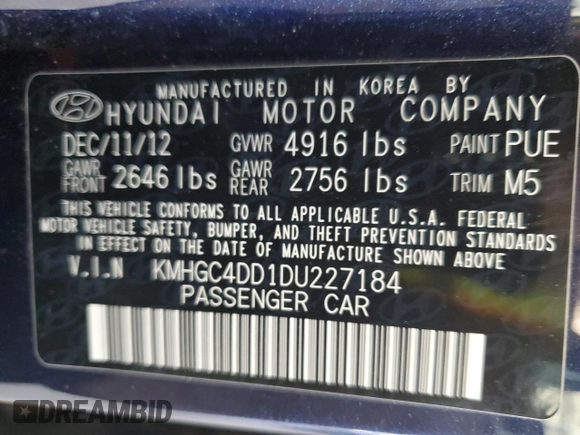 MANUFACTURED IN KOREA BY
HYUNDAI MOTOR COMPANY
DEC/11/12 GVWR 4916 lbs PAINT PUE
GAWR FRONT 2646 lbs GAWR REAR 2756 lbs TRIM M5
THIS VEHICLE CONFORMS TO ALL APPLICABLE U.S.A. FEDERAL
MOTOR VEHICLE SAFETY, BUMPER, AND THEFT PREVENTION STANDARDS
IN EFFECT ON THE DATE OF MANUFACTURE SHOWN ABOVE
V.I.N KMHGC4DD1DU227184
PASSENGER CAR
DREAMBID